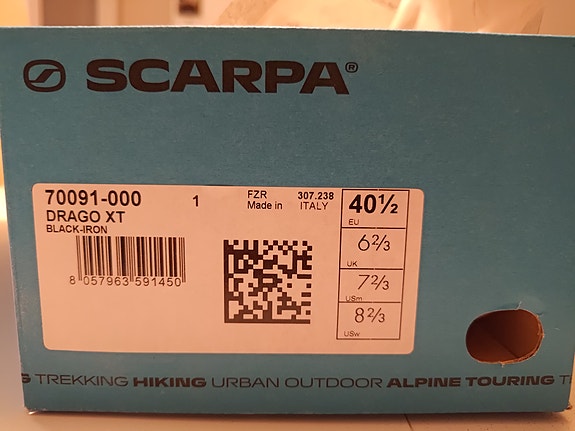 SCARPA®
70091-000
1
FZR 307.238
Made in ITALY
DRAGO XT
BLACK-IRON
8 057963 591450
40½
EU
6⅔
UK
7⅔
USm
8⅔
USw
TREKKING HIKING URBAN OUTDOOR ALPINE TOURING